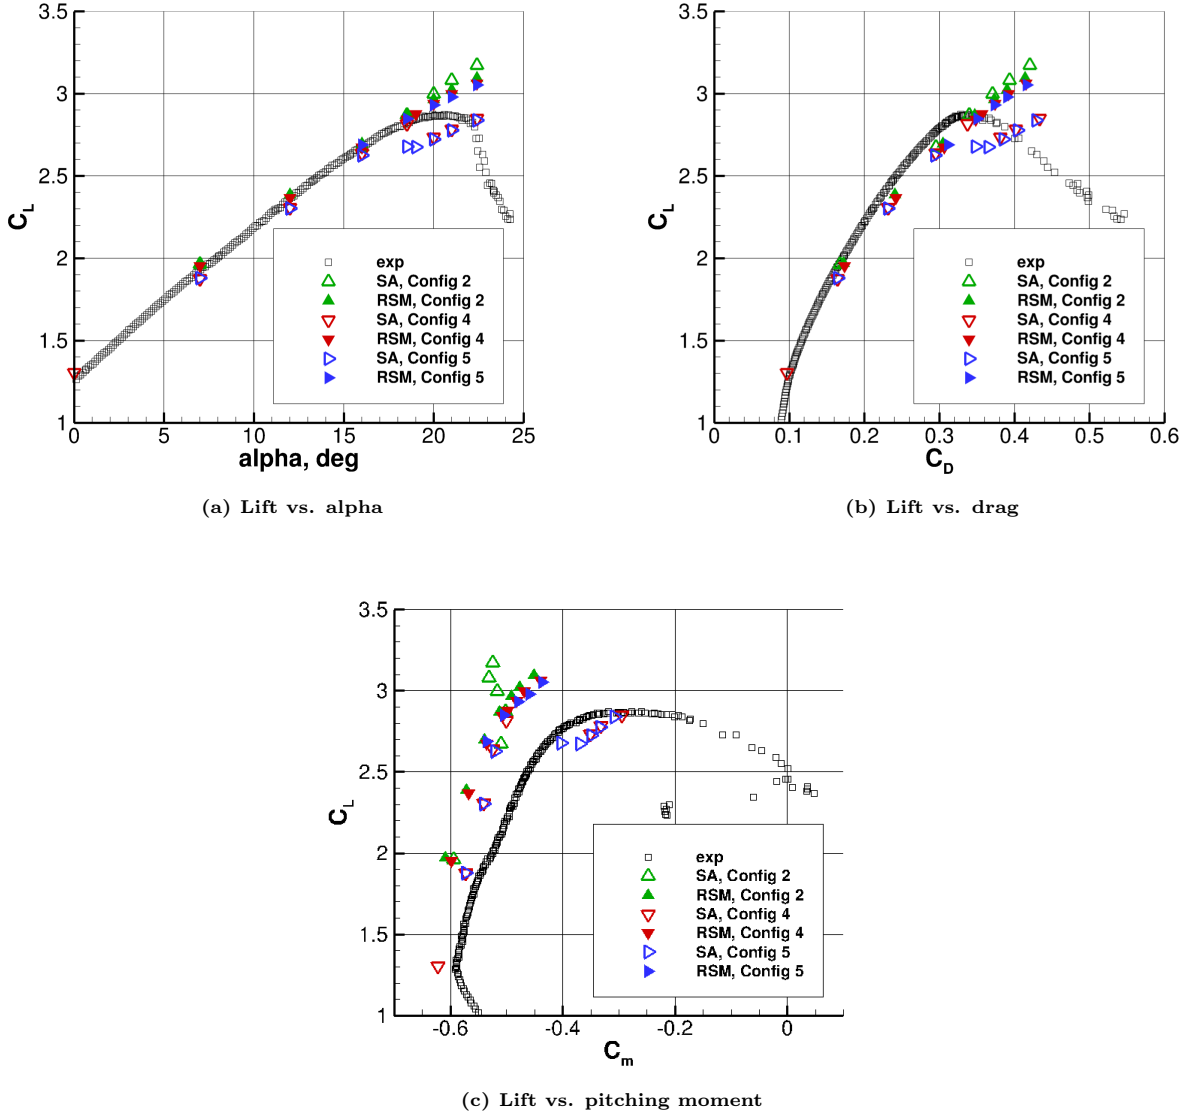 3.5
3
2.5
2
1.5
1
C_L
0 5 10 15 20 25
alpha, deg
exp
SA, Config 2
RSM, Config 2
SA, Config 4
RSM, Config 4
SA, Config 5
RSM, Config 5
(a) Lift vs. alpha
3.5
3
2.5
2
1.5
1
C_L
0 0.1 0.2 0.3 0.4 0.5 0.6
C_D
exp
SA, Config 2
RSM, Config 2
SA, Config 4
RSM, Config 4
SA, Config 5
RSM, Config 5
(b) Lift vs. drag
3.5
3
2.5
2
1.5
1
C_L
-0.6 -0.4 -0.2 0
C_m
exp
SA, Config 2
RSM, Config 2
SA, Config 4
RSM, Config 4
SA, Config 5
RSM, Config 5
(c) Lift vs. pitching moment